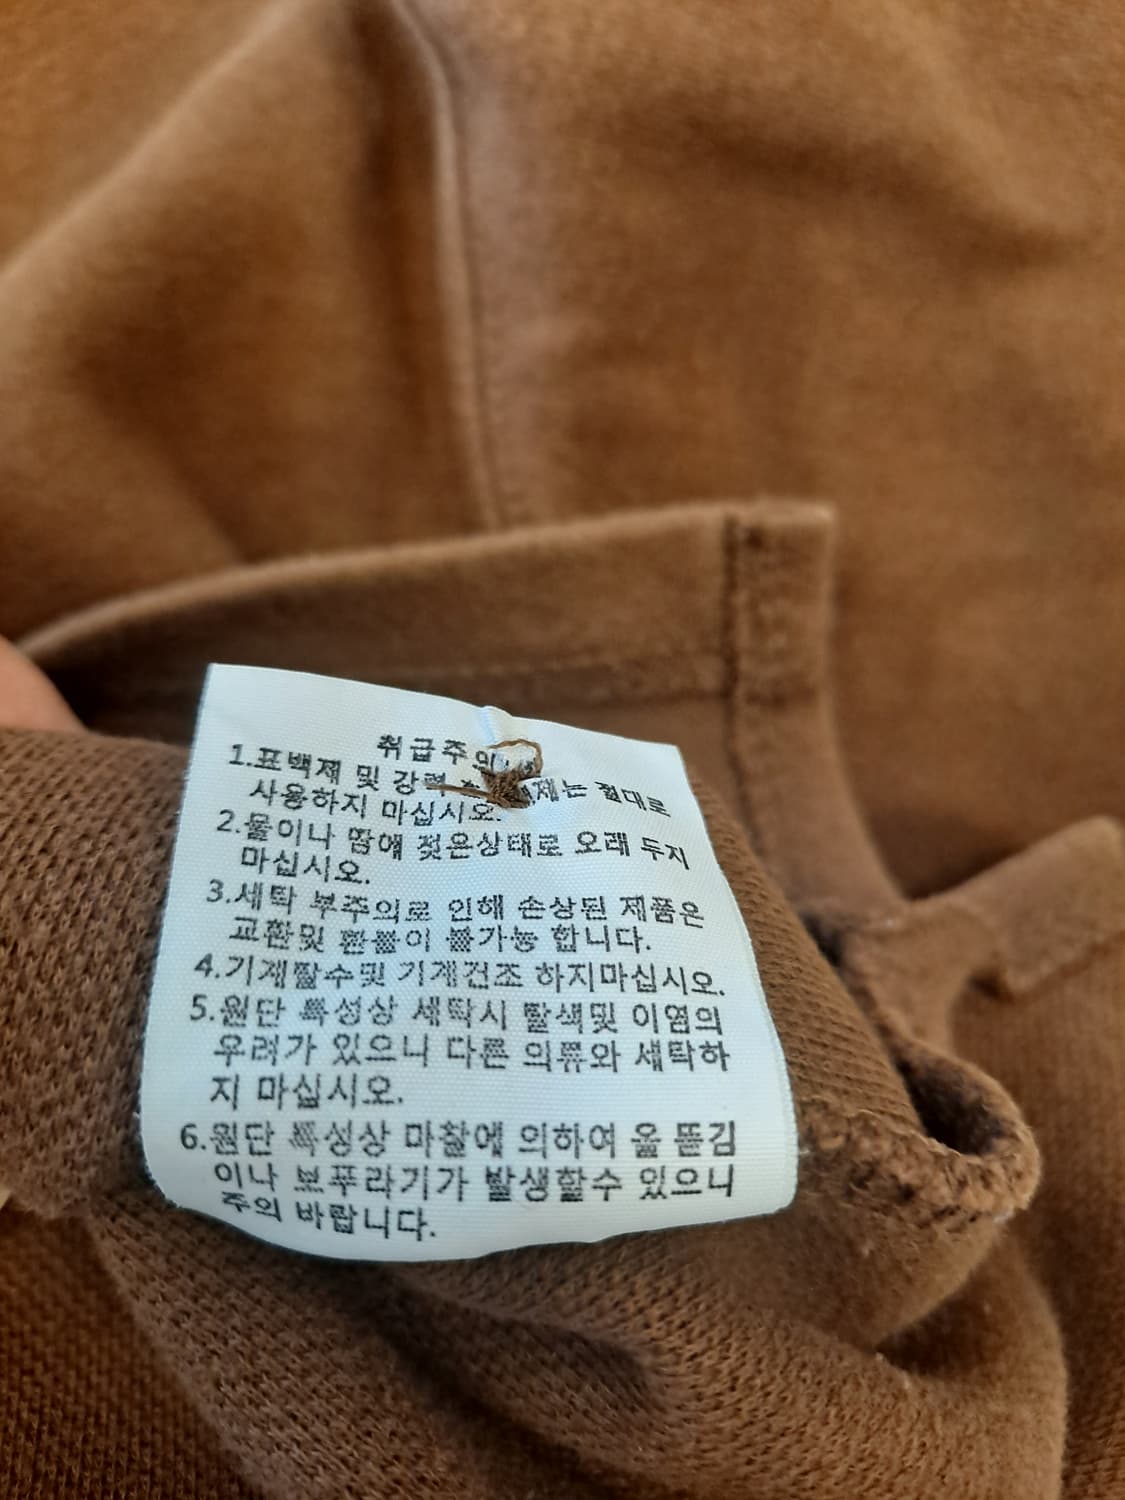 취급주의
1.표백제 및 강력 제는 절대로
사용하지 마십시오.
2.물이나 땀에 젖은상태로 오래 두지
마십시오.
3.세탁 부주의로 인해 손상된 제품은
교환및 환불이 불가능 합니다.
4.기계탈수및 기계건조 하지마십시오.
5.원단 특성상 세탁시 탈색및 이염의
우려가 있으니 다른 의류와 세탁하
지 마십시오.
6.원단 특성상 마찰에 의하여 올 뜯김
이나 보푸라기가 발생할수 있으니
주의 바랍니다.